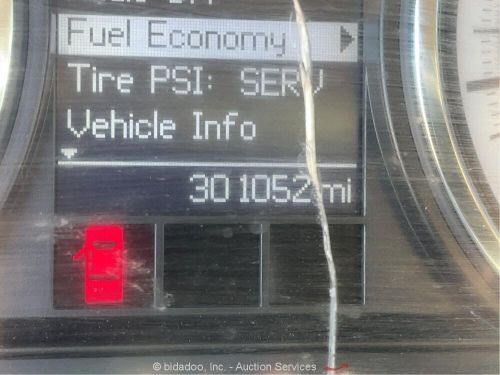 Fuel Economy
Tire PSI: SERV
Vehicle Info
301052 mi
© bidadoo, Inc. - Auction Services